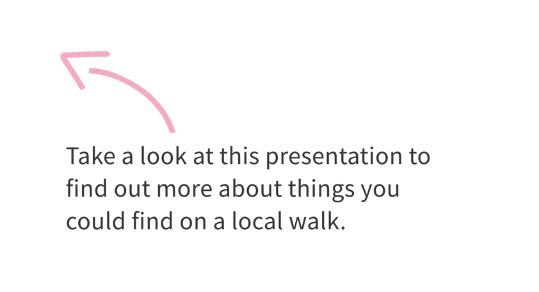 Take a look at this presentation to
find out more about things you
could find on a local walk.